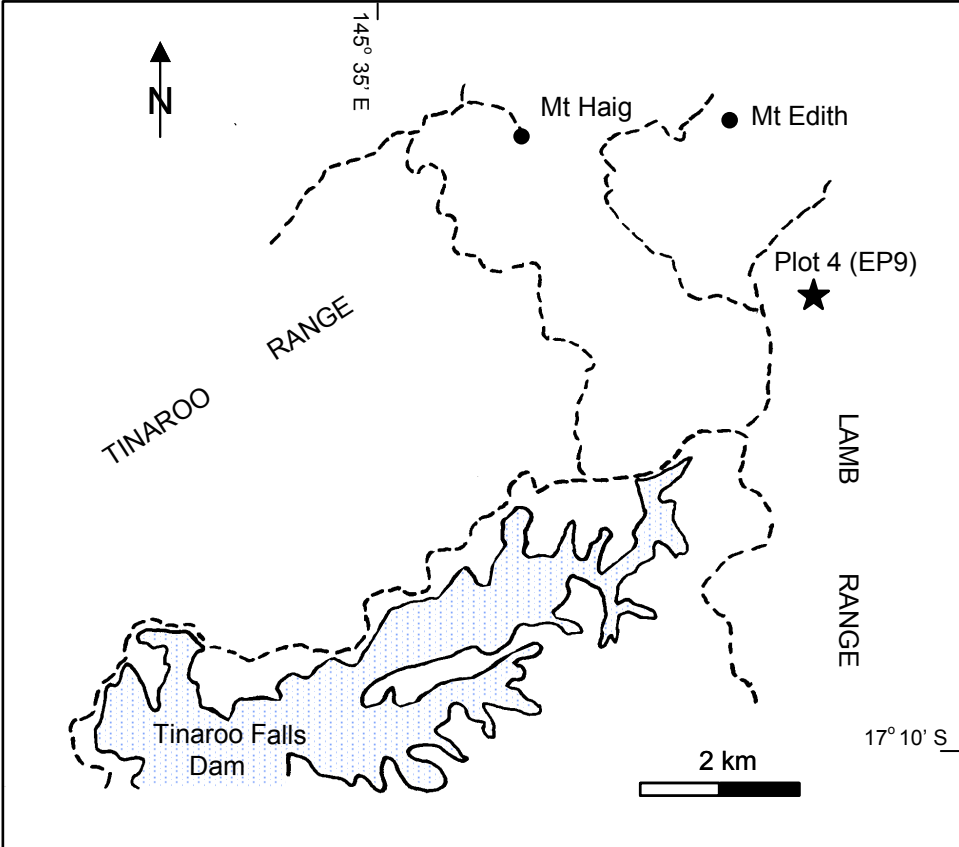 145° 35' E
N
Mt Haig
Mt Edith
Plot 4 (EP9)
TINAROO RANGE
LAMB RANGE
Tinaroo Falls
Dam
17° 10' S
2 km